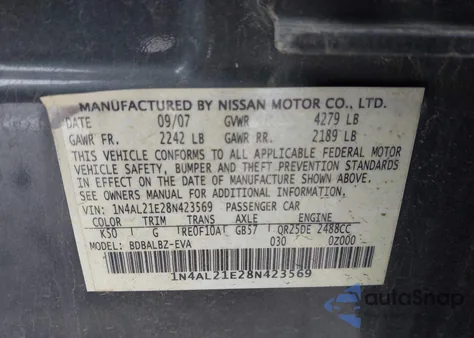 MANUFACTURED BY NISSAN MOTOR CO., LTD.
DATE 09/07 GVWR 4279 LB
GAWR FR. 2242 LB GAWR RR. 2189 LB
THIS VEHICLE CONFORMS TO ALL APPLICABLE FEDERAL MOTOR
VEHICLE SAFETY, BUMPER AND THEFT PREVENTION STANDARDS
IN EFFECT ON THE DATE OF MANUFACTURE SHOWN ABOVE.
SEE OWNERS MANUAL FOR ADDITIONAL INFORMATION.
VIN: 1N4AL21E28N423569 PASSENGER CAR
COLOR TRIM TRANS AXLE ENGINE
K50 G RE0F10A GB57 QR25DE 2488CC
MODEL: BDBALBZ-EVA 030 0Z000
1N4AL21E28N423569
AutoSnap